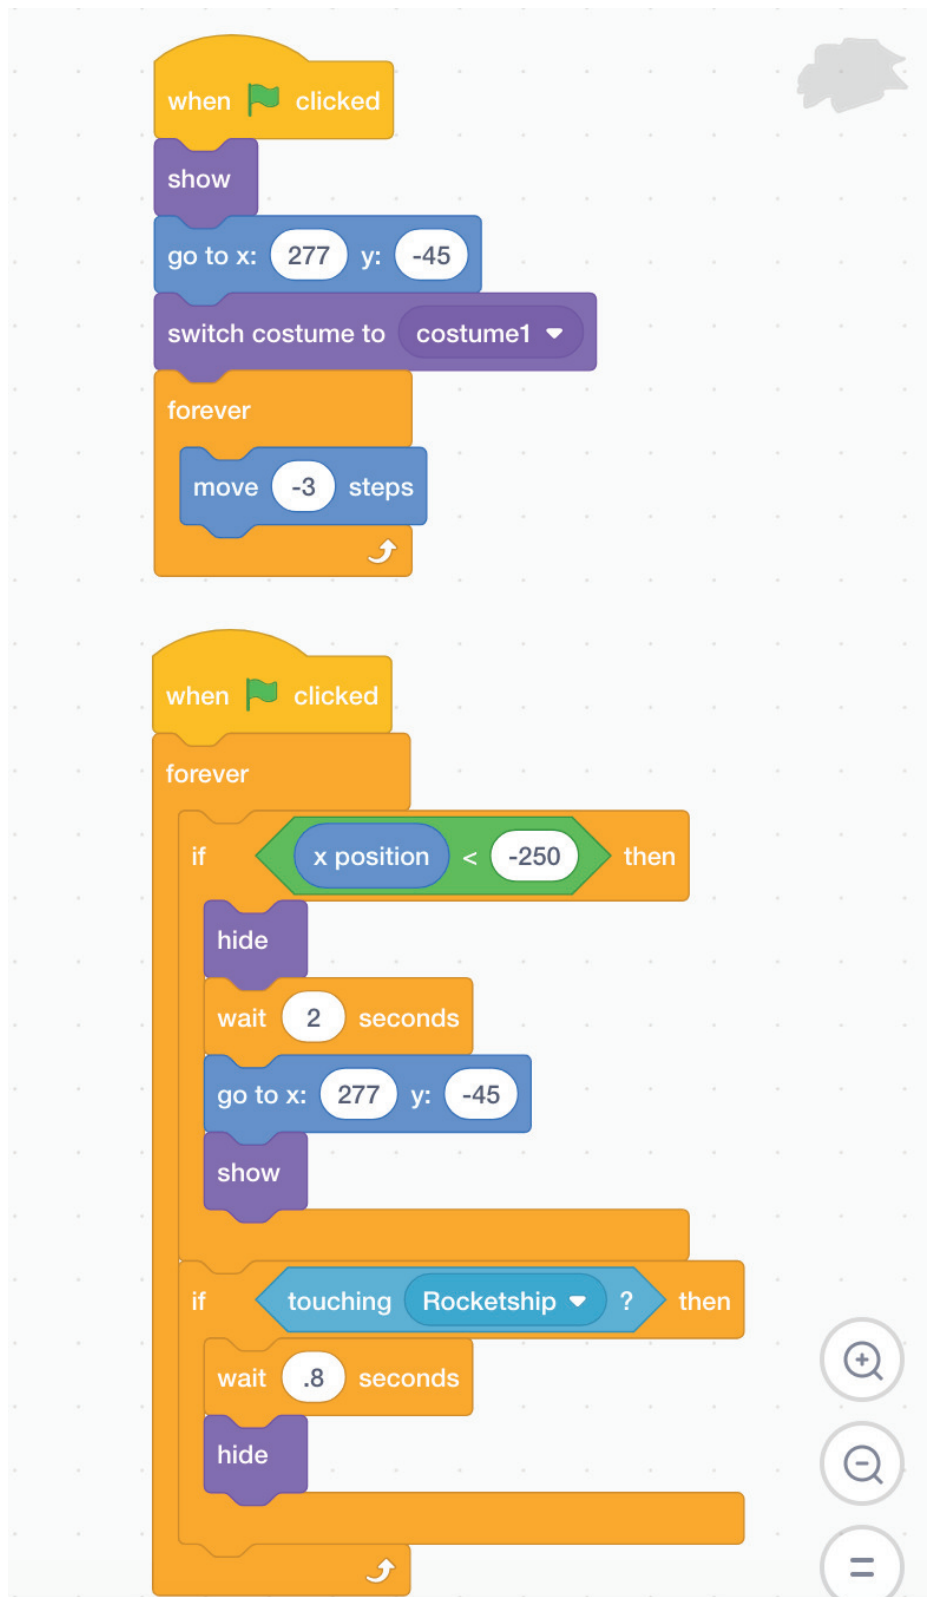 when clicked
show
go to x: 277 y: -45
switch costume to costume1
forever
move -3 steps
when clicked
forever
if x position < -250 then
hide
wait 2 seconds
go to x: 277 y: -45
show
if touching Rocketship ? then
wait .8 seconds
hide